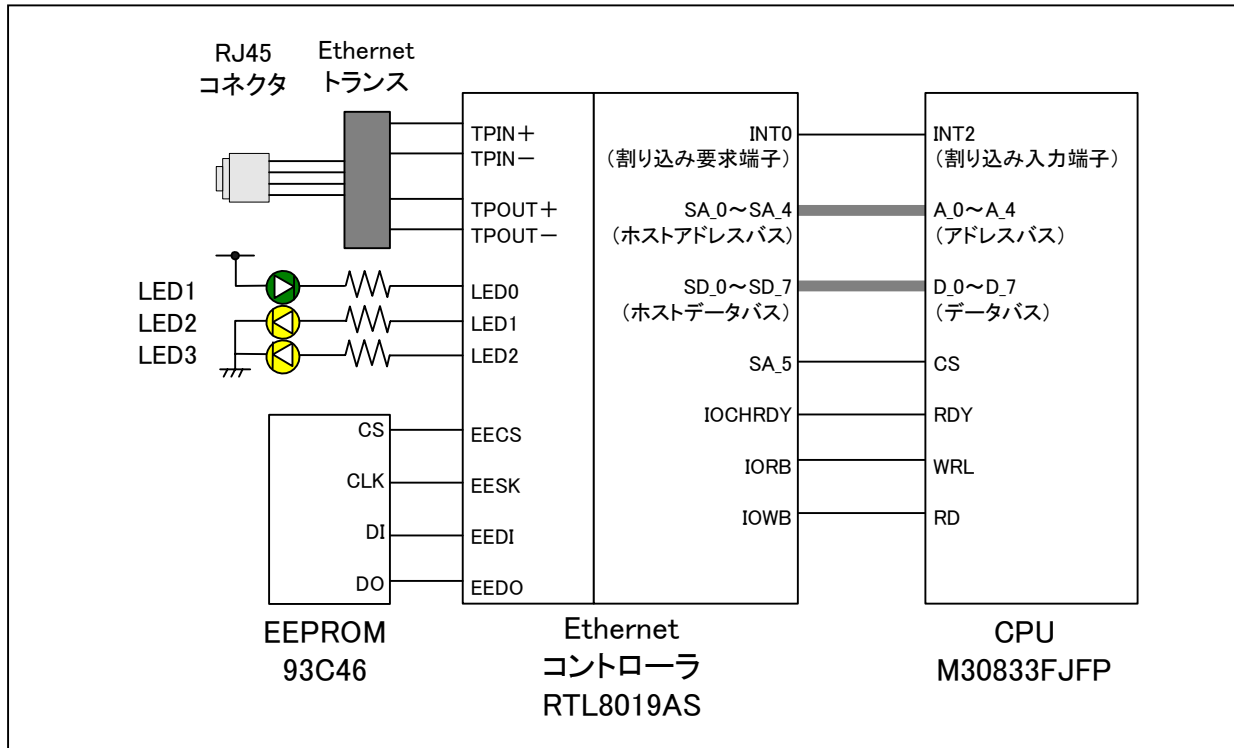 RJ45
コネクタ
Ethernet
トランス
TPIN+
TPIN−
TPOUT+
TPOUT−
LED1
LED2
LED3
LED0
LED1
LED2
CS
CLK
DI
DO
EECS
EESK
EEDI
EEDO
INT0
(割り込み要求端子)
SA_0~SA_4
(ホストアドレスバス)
SD_0~SD_7
(ホストデータバス)
SA_5
IOCHRDY
IORB
IOWB
INT2
(割り込み入力端子)
A_0~A_4
(アドレスバス)
D_0~D_7
(データバス)
CS
RDY
WRL
RD
EEPROM
93C46
Ethernet
コントローラ
RTL8019AS
CPU
M30833FJFP